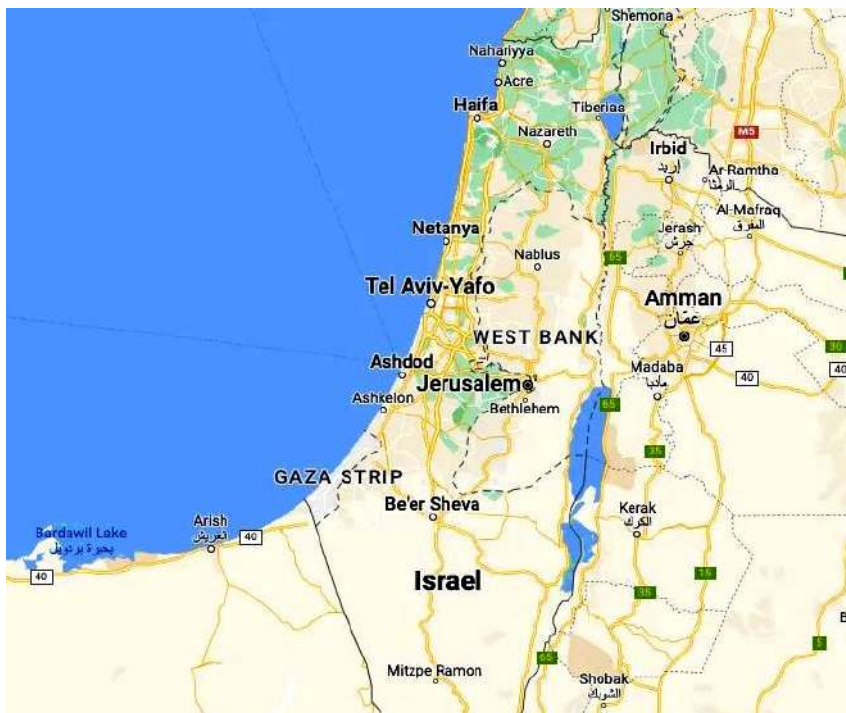 Shemona
Nahariyya
Acre
Haifa
Tiberias
Nazareth
M5
Irbid
إربد
Ar-Ramtha
الرمثا
Al-Mafraq
المفرق
Netanya
Jerash
جرش
Nablus
65
Tel Aviv-Yafo
Amman
عمّان
WEST BANK
45
30
Ashdod
Madaba
مادبا
40
40
Jerusalem
Ashkelon
Bethlehem
65
35
GAZA STRIP
Be'er Sheva
Kerak
الكرك
Arish
العريش
40
Bardawil Lake
بحيرة بردويل
40
Israel
15
35
5
65
Mitzpe Ramon
Shobak
الشوبك